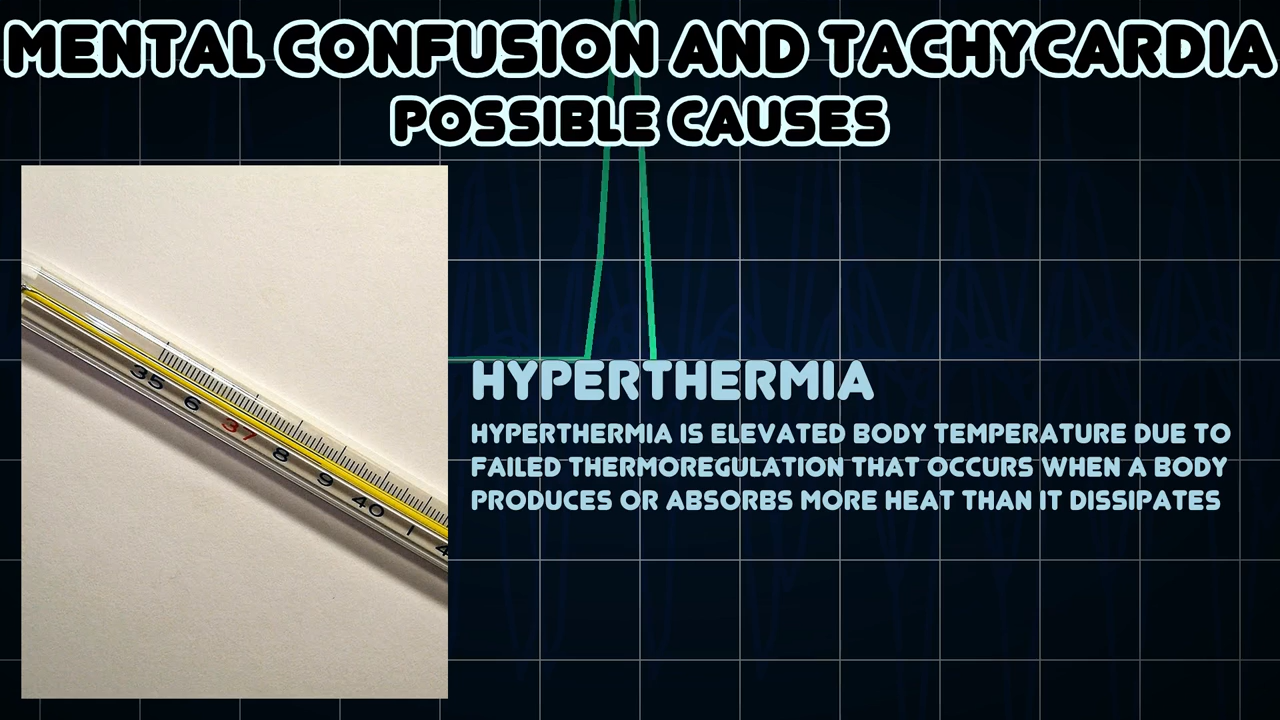 MENTAL CONFUSION AND TACHYCARDIA
POSSIBLE CAUSES
35
6
37
8
9
40
1
HYPERTHERMIA
HYPERTHERMIA IS ELEVATED BODY TEMPERATURE DUE TO
FAILED THERMOREGULATION THAT OCCURS WHEN A BODY
PRODUCES OR ABSORBS MORE HEAT THAN IT DISSIPATES